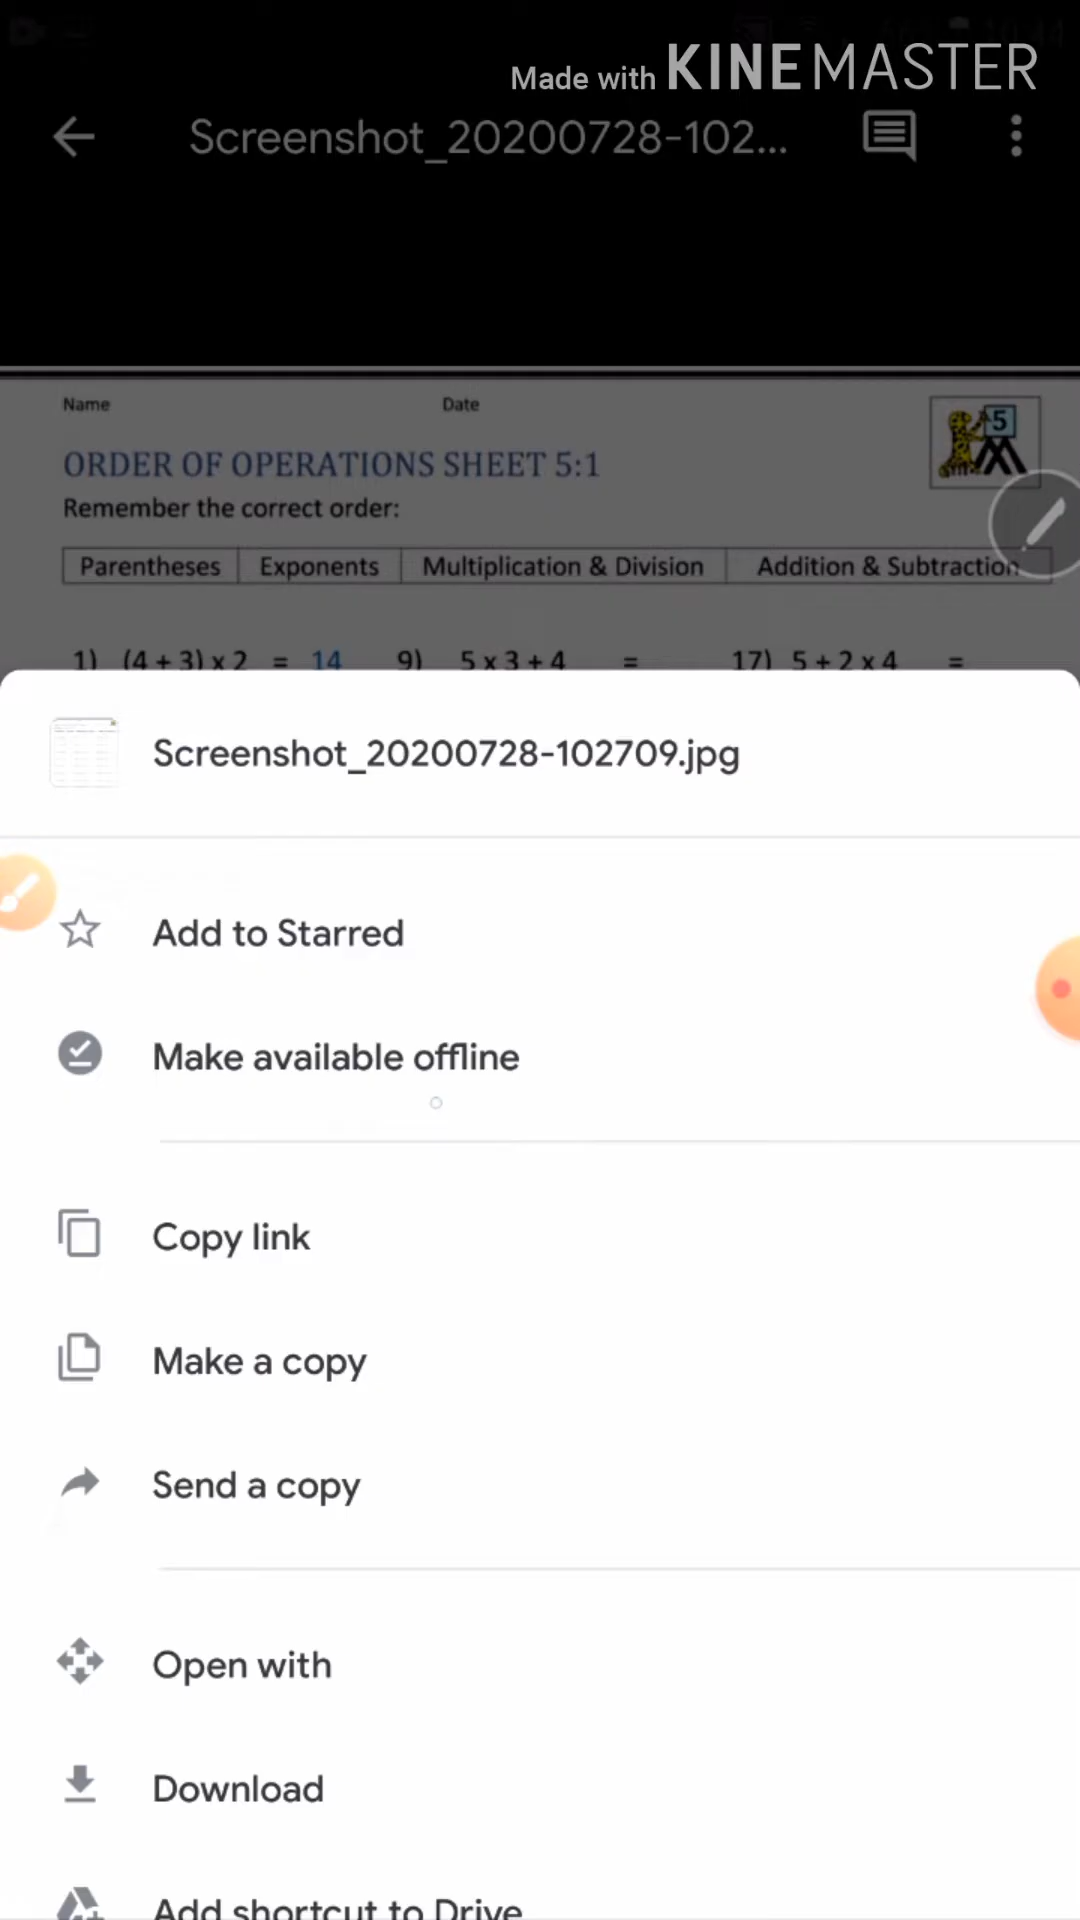 Made with KINEMASTER
Screenshot_20200728-102...
Name Date
5
ORDER OF OPERATIONS SHEET 5:1
Remember the correct order:
Parentheses Exponents Multiplication & Division Addition & Subtraction
1) (4 + 3) x 2 = 14 9) 5 x 3 + 4 = 17) 5 + 2 x 4 =
Screenshot_20200728-102709.jpg
Add to Starred
Make available offline
Copy link
Make a copy
Send a copy
Open with
Download
Add shortcut to Drive